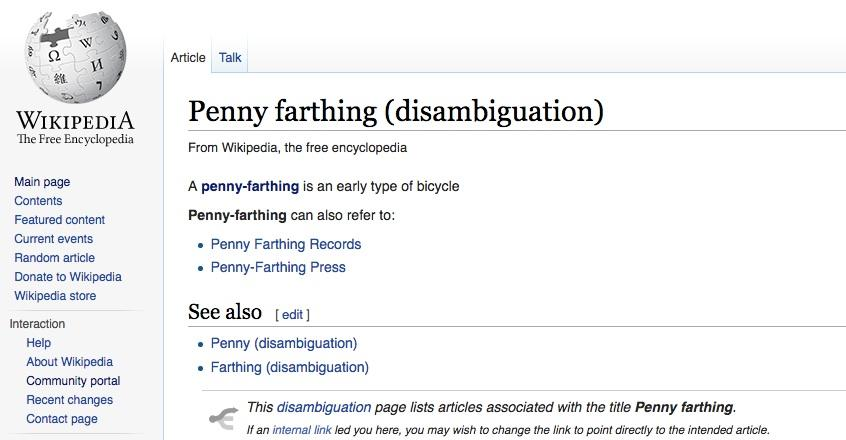 Article Talk
Penny farthing (disambiguation)
From Wikipedia, the free encyclopedia
A penny-farthing is an early type of bicycle
Penny-farthing can also refer to:
Penny Farthing Records
Penny-Farthing Press
See also [ edit ]
Penny (disambiguation)
Farthing (disambiguation)
This disambiguation page lists articles associated with the title Penny farthing.
If an internal link led you here, you may wish to change the link to point directly to the intended article.
Ω W И 維 7
WIKIPEDIA
The Free Encyclopedia
Main page
Contents
Featured content
Current events
Random article
Donate to Wikipedia
Wikipedia store
Interaction
Help
About Wikipedia
Community portal
Recent changes
Contact page